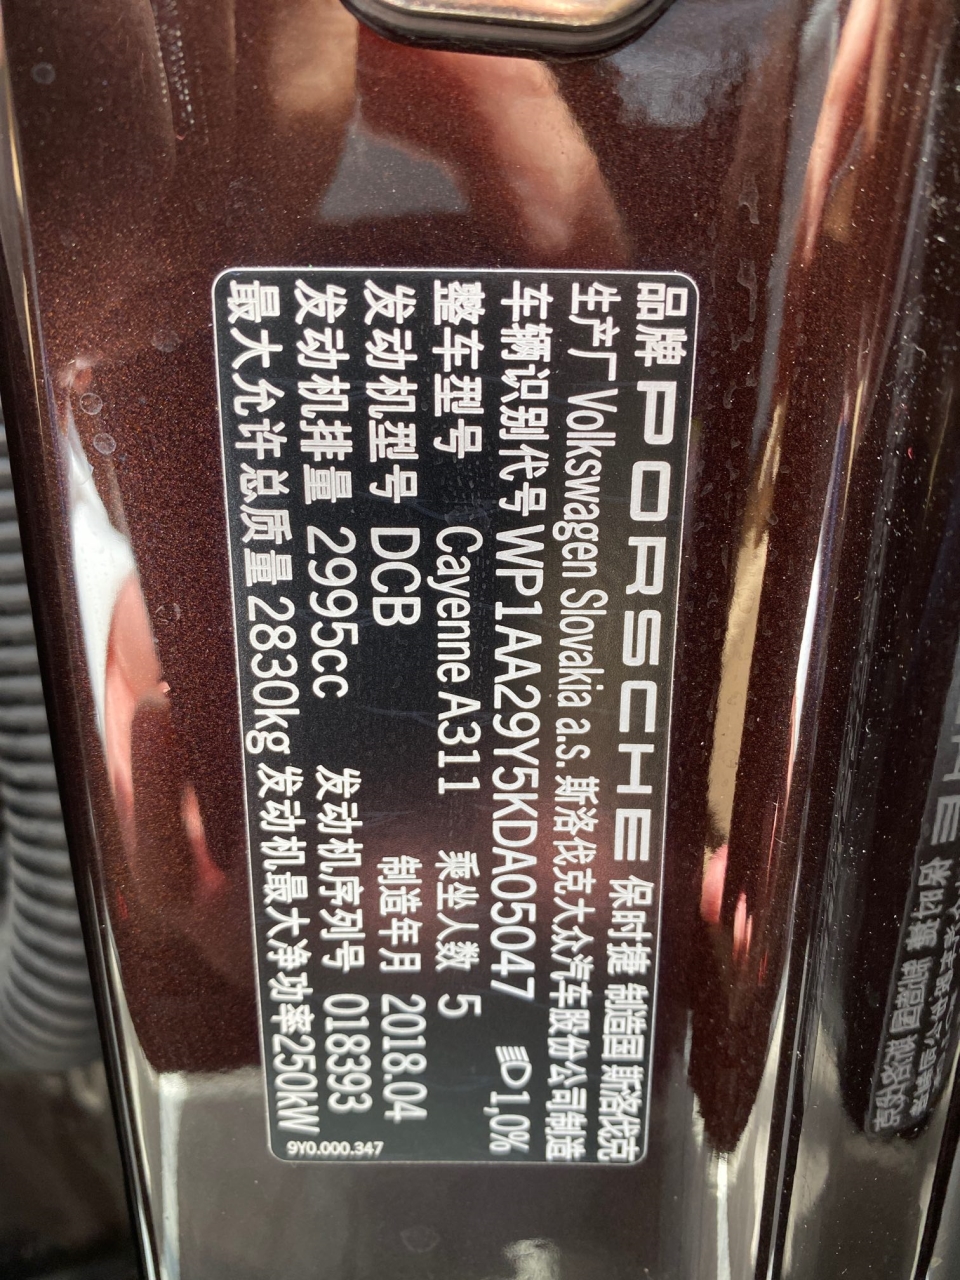 品牌 PORSCHE 保时捷 制造国 斯洛伐克
生产厂 Volkswagen Slovakia a.s. 斯洛伐克大众汽车股份公司制造
车辆识别代号 WP1AA29Y5KDA05047 1,0%
整车型号 Cayenne A311 乘坐人数 5
发动机型号 DCB 制造年月 2018.04
发动机排量 2995cc 发动机序列号 018393
最大允许总质量 2830kg 发动机最大净功率250kW
9Y0.000.347